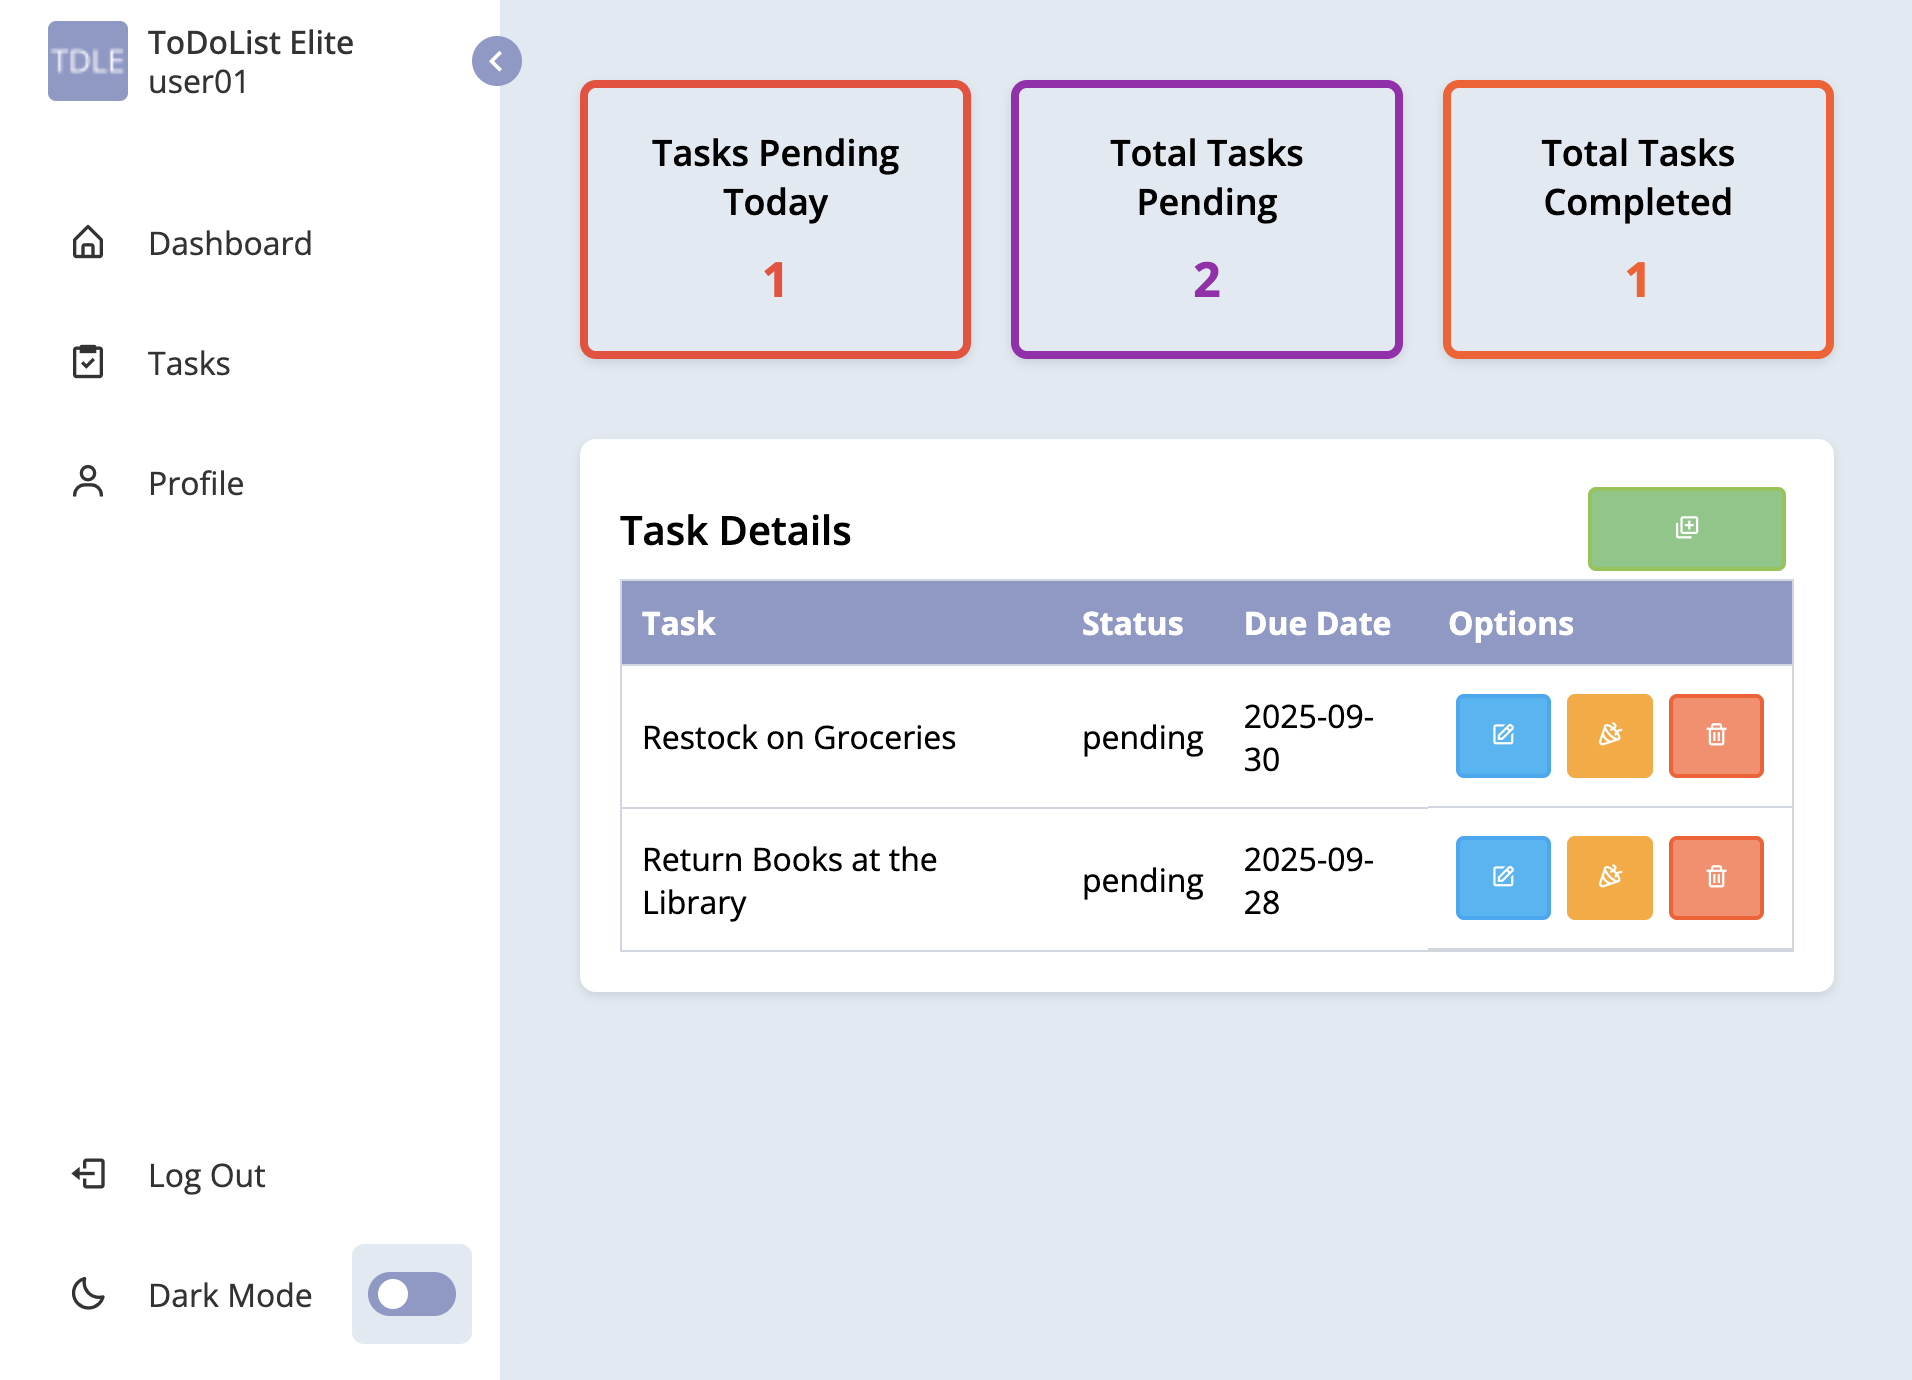 TDLE
ToDoList Elite
user01
Dashboard
Tasks
Profile
Log Out
Dark Mode
Tasks Pending
Today
1
Total Tasks
Pending
2
Total Tasks
Completed
1
Task Details
Task Status Due Date Options
Restock on Groceries pending 2025-09-
30
Return Books at the
Library pending 2025-09-
28